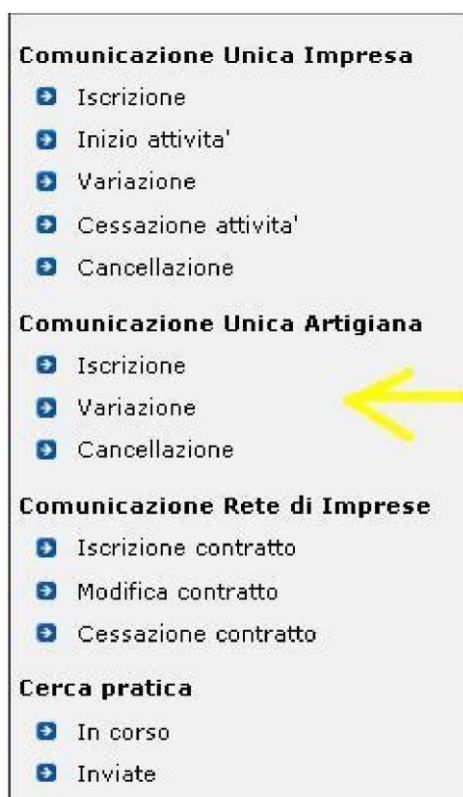 Comunicazione Unica Impresa
Iscrizione
Inizio attivita'
Variazione
Cessazione attivita'
Cancellazione
Comunicazione Unica Artigiana
Iscrizione
Variazione
Cancellazione
Comunicazione Rete di Imprese
Iscrizione contratto
Modifica contratto
Cessazione contratto
Cerca pratica
In corso
Inviate